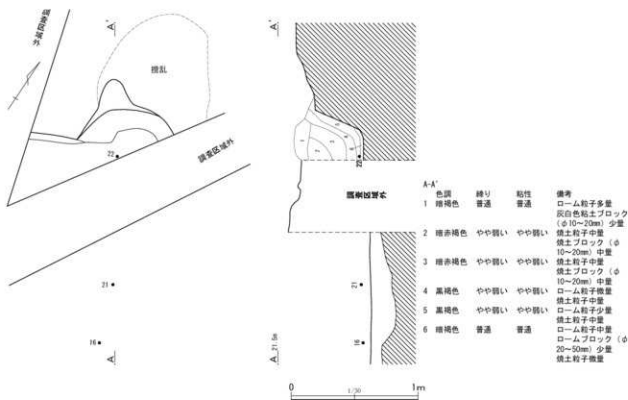 A'
A'
調査区域外
撹乱
調査区域外
22
22
調査区域外
21
21
16
16
A
A
21.5m
0
1/30
1m
A-A'
色調 締り 粘性 備考
1 暗褐色 普通 普通 ローム粒子多量
灰白色粘土ブロック
(φ10～20mm) 少量
2 暗赤褐色 やや弱い やや弱い 焼土粒子中量
焼土ブロック (φ
10～20mm) 中量
3 暗赤褐色 やや弱い やや弱い 焼土粒子中量
焼土ブロック (φ
10～20mm) 中量
4 黒褐色 やや弱い やや弱い ローム粒子微量
焼土粒子中量
5 黒褐色 やや弱い やや弱い ローム粒子少量
焼土粒子中量
6 暗褐色 普通 普通 ローム粒子中量
ロームブロック (φ
20～50mm) 少量
焼土粒子微量